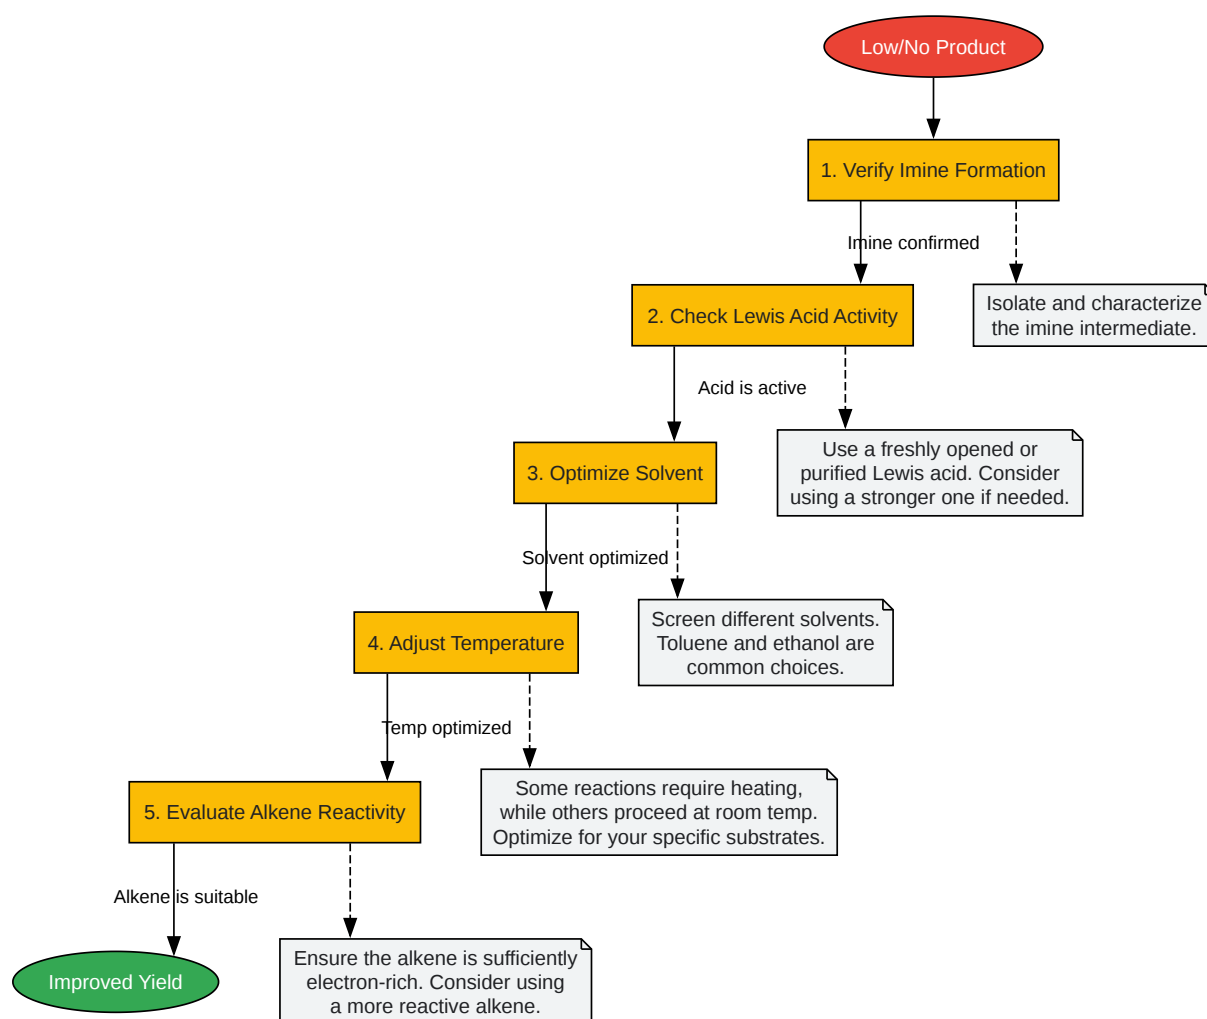 Low/No Product
1. Verify Imine Formation
Imine confirmed
Isolate and characterize
the imine intermediate.
2. Check Lewis Acid Activity
Acid is active
Use a freshly opened or
purified Lewis acid. Consider
using a stronger one if needed.
3. Optimize Solvent
Solvent optimized
Screen different solvents.
Toluene and ethanol are
common choices.
4. Adjust Temperature
Temp optimized
Some reactions require heating,
while others proceed at room temp.
Optimize for your specific substrates.
5. Evaluate Alkene Reactivity
Alkene is suitable
Ensure the alkene is sufficiently
electron-rich. Consider using
a more reactive alkene.
Improved Yield